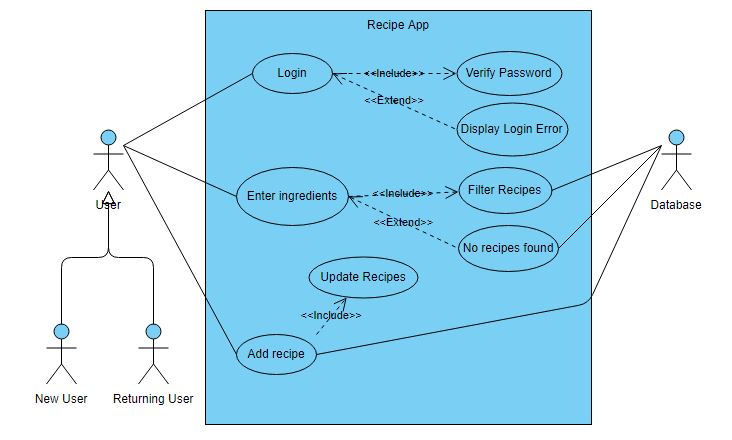 Recipe App
Login
<<Include>>
Verify Password
<<Extend>>
Display Login Error
User
Enter ingredients
<<Include>>
Filter Recipes
<<Extend>>
No recipes found
Database
Update Recipes
<<Include>>
Add recipe
New User
Returning User